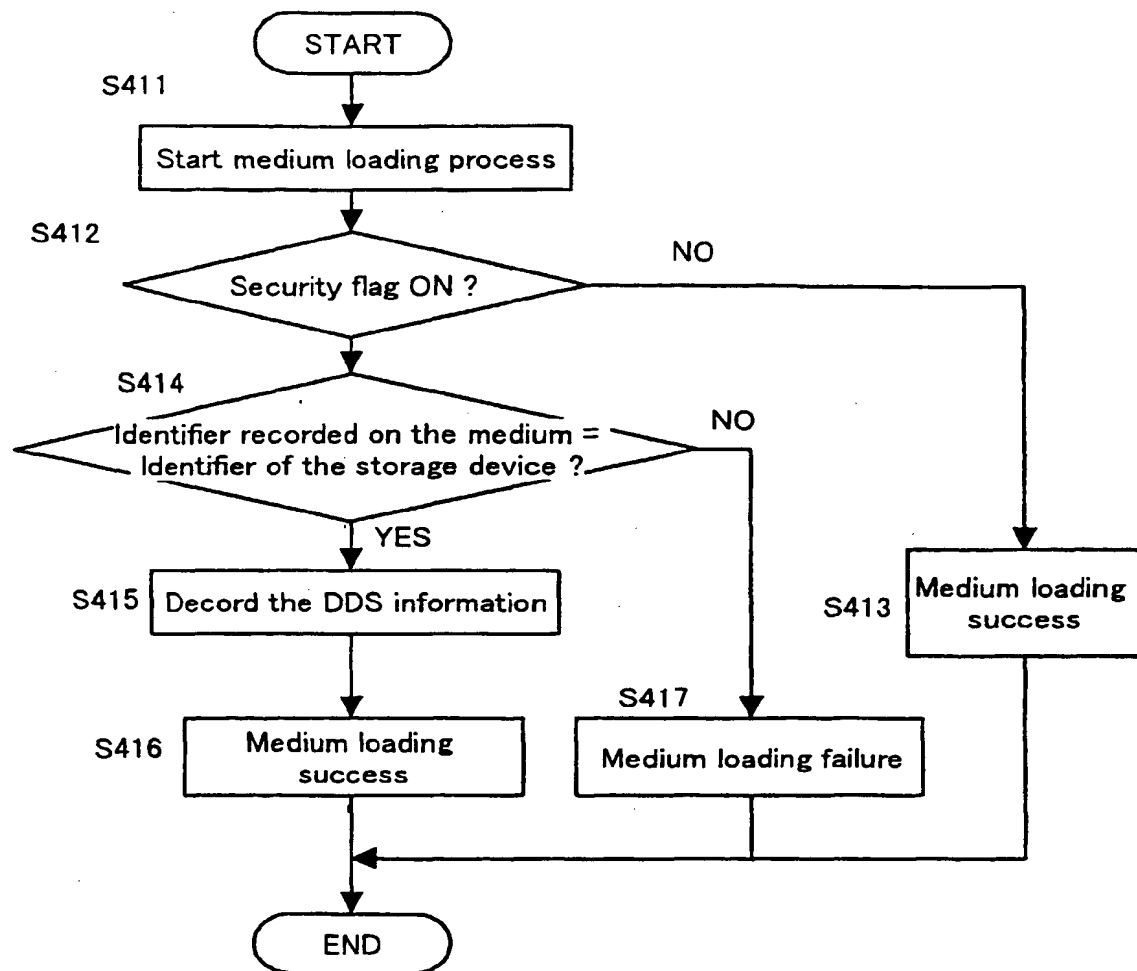 START
S411
Start medium loading process
S412
Security flag ON ?
NO
S414
Identifier recorded on the medium =
Identifier of the storage device ?
NO
YES
S415
Decord the DDS information
S413
Medium loading
success
S416
Medium loading
success
S417
Medium loading failure
END